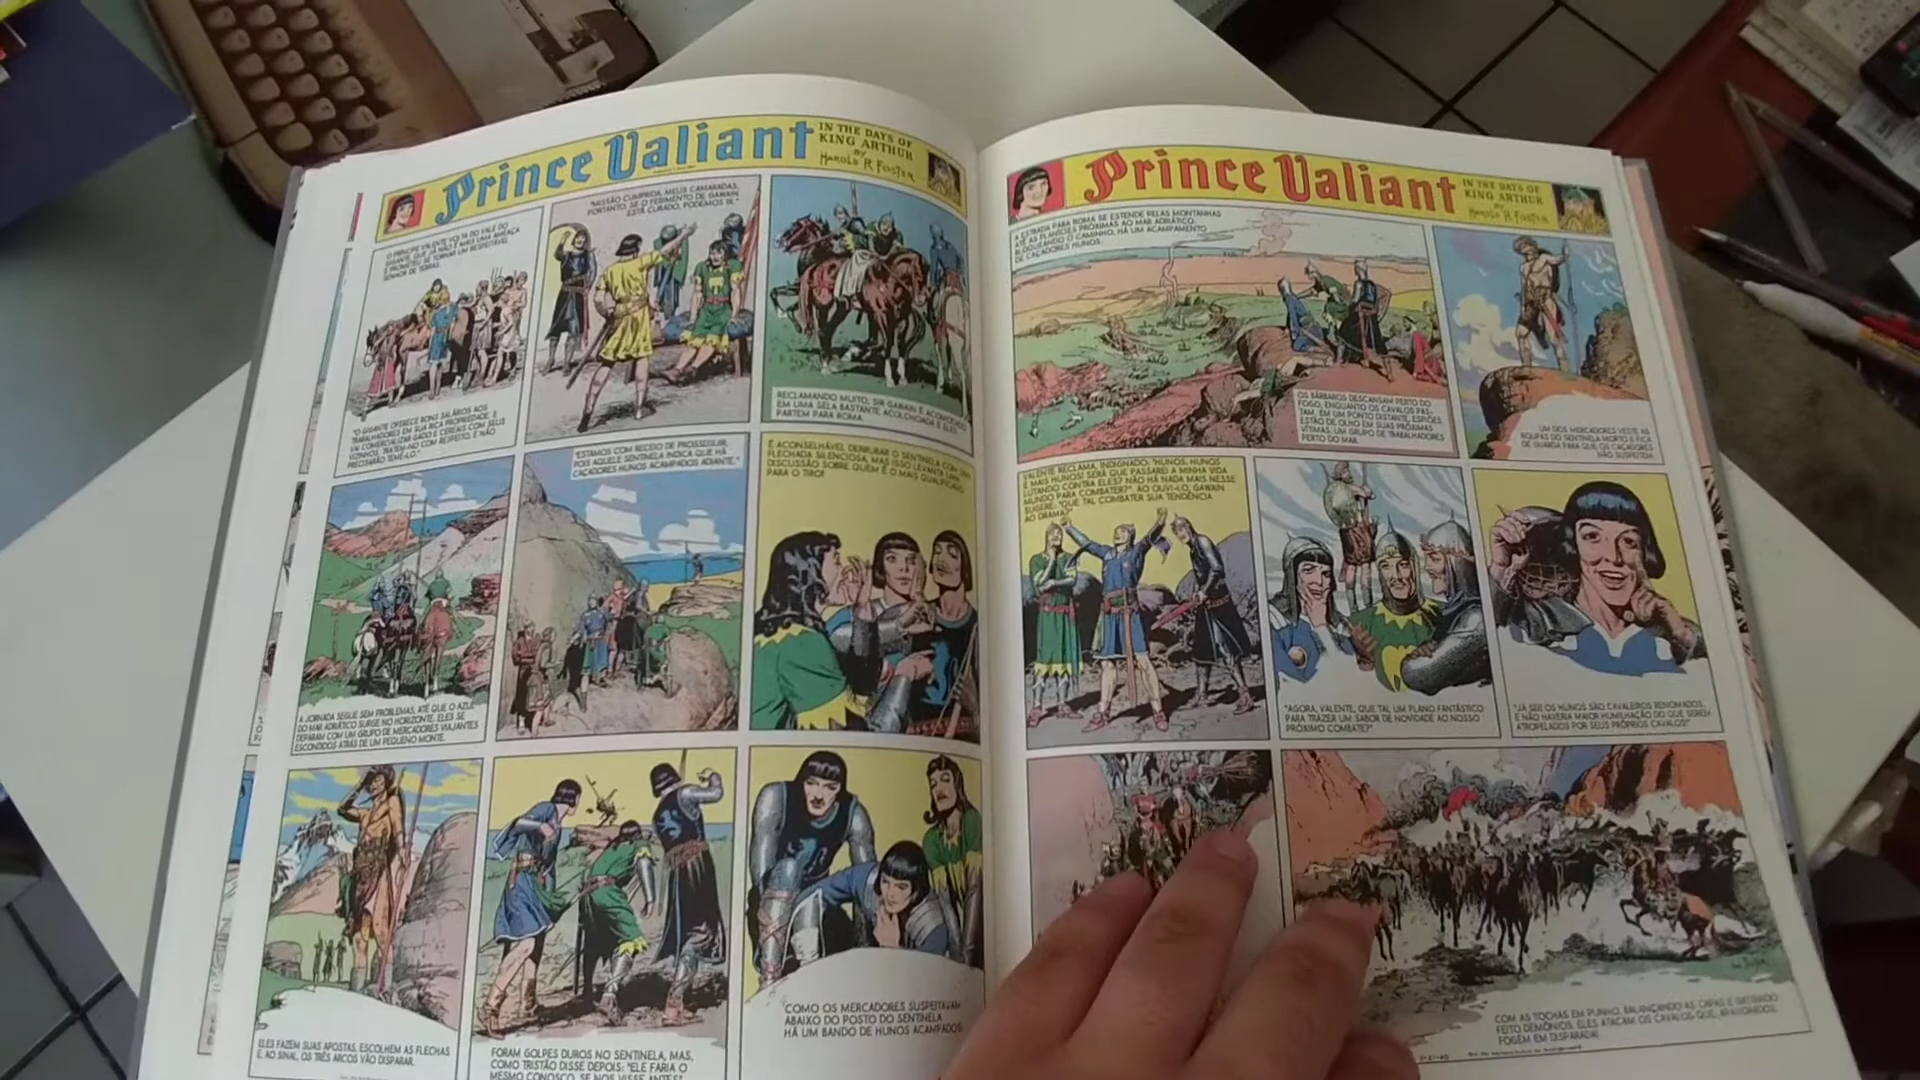 Prince Valiant
IN THE DAYS OF
KING ARTHUR
BY
HAROLD R. FOSTER
O PRÍNCIPE VALENTE VOLTA DO VALE DO
GIGANTE, QUE JÁ NÃO É MAIS UMA AMEAÇA
E PROMETEU SE TORNAR UM RESPEITÁVEL
SENHOR DE TERRAS.
"O GIGANTE OFERECE BONS SALÁRIOS AOS
TRABALHADORES EM SUA RICA PROPRIEDADE, E
VAI COMERCIALIZAR GADO E CEREAIS COM SEUS
VIZINHOS. TRATEM-NO COM RESPEITO, E NÃO
PRECISARÃO TEMÊ-LO."
"MISSÃO CUMPRIDA, MEUS CAMARADAS,
PORTANTO, SE O FERIMENTO DE GAWAIN
ESTÁ CURADO, PODEMOS IR."
RECLAMANDO MUITO, SIR GAWAIN É ACOMODADO
EM UMA SELA BASTANTE ACOLCHOADA E ELES
PARTEM PARA ROMA.
A JORNADA SEGUE SEM PROBLEMAS, ATÉ QUE O AZUL
DO MAR ADRIÁTICO SURGE NO HORIZONTE. ELES SE
DEPARAM COM UM GRUPO DE MERCADORES VIAJANTES
ESCONDIDOS ATRÁS DE UM PEQUENO MONTE.
"ESTAMOS COM RECEIO DE PROSSEGUIR,
POIS AQUELE SENTINELA INDICA QUE HÁ
CAÇADORES HUNOS ACAMPADOS ADIANTE."
É ACONSELHÁVEL DERRUBAR O SENTINELA COM UMA
FLECHADA SILENCIOSA, MAS ISSO LEVANTA UMA
DISCUSSÃO SOBRE QUEM É O MAIS QUALIFICADO
PARA O TIRO!
ELES FAZEM SUAS APOSTAS, ESCOLHEM AS FLECHAS
E, AO SINAL, OS TRÊS ARCOS VÃO DISPARAR.
FORAM GOLPES DUROS NO SENTINELA, MAS,
COMO TRISTÃO DISSE DEPOIS: "ELE FARIA O
MESMO CONOSCO, SE NOS VISSE ANTES"
COMO OS MERCADORES SUSPEITAVAM
ABAIXO DO POSTO DO SENTINELA
HÁ UM BANDO DE HUNOS ACAMPADOS
Prince Valiant
IN THE DAYS OF
KING ARTHUR
BY
HAROLD R. FOSTER
A ESTRADA PARA ROMA SE ESTENDE PELAS MONTANHAS
ATÉ AS PLANÍCIES PRÓXIMAS AO MAR ADRIÁTICO.
BLOQUEANDO O CAMINHO, HÁ UM ACAMPAMENTO
DE CAÇADORES HUNOS.
OS BÁRBAROS DESCANSAM PERTO DO
FOGO, ENQUANTO OS CAVALOS PAS-
TAM, EM UM PONTO DISTANTE, ESPIÕES
ESTÃO DE OLHO EM SUAS PRÓXIMAS
VÍTIMAS, UM GRUPO DE TRABALHADORES
PERTO DO MAR.
UM DOS MERCADORES VESTE AS
ROUPAS DO SENTINELA MORTO E FICA
DE GUARDA PARA QUE OS CAÇADORES
NÃO SUSPEITEM.
VALENTE RECLAMA, INDIGNADO: "HUNOS, HUNOS
E MAIS HUNOS! SERÁ QUE PASSAREI A MINHA VIDA
LUTANDO CONTRA ELES? NÃO HÁ NADA MAIS NESSE
MUNDO PARA COMBATER?". AO OUVI-LO, GAWAIN
SUGERE: "QUE TAL COMBATER SUA TENDÊNCIA
AO DRAMA?"
"AGORA, VALENTE, QUE TAL UM PLANO FANTÁSTICO
PARA TRAZER UM SABOR DE NOVIDADE AO NOSSO
PRÓXIMO COMBATE?"
"JÁ SEI! OS HUNOS SÃO CAVALEIROS RENOMADOS,
E NÃO HAVERIA MAIOR HUMILHAÇÃO DO QUE SEREM
ATROPELADOS POR SEUS PRÓPRIOS CAVALOS!"
COM AS TOCHAS EM PUNHO, BALANÇANDO AS CAPAS E GRITANDO
FEITO DEMÔNIOS, ELES ATACAM OS CAVALOS QUE, APAVORADOS,
FOGEM EM DISPARADA!